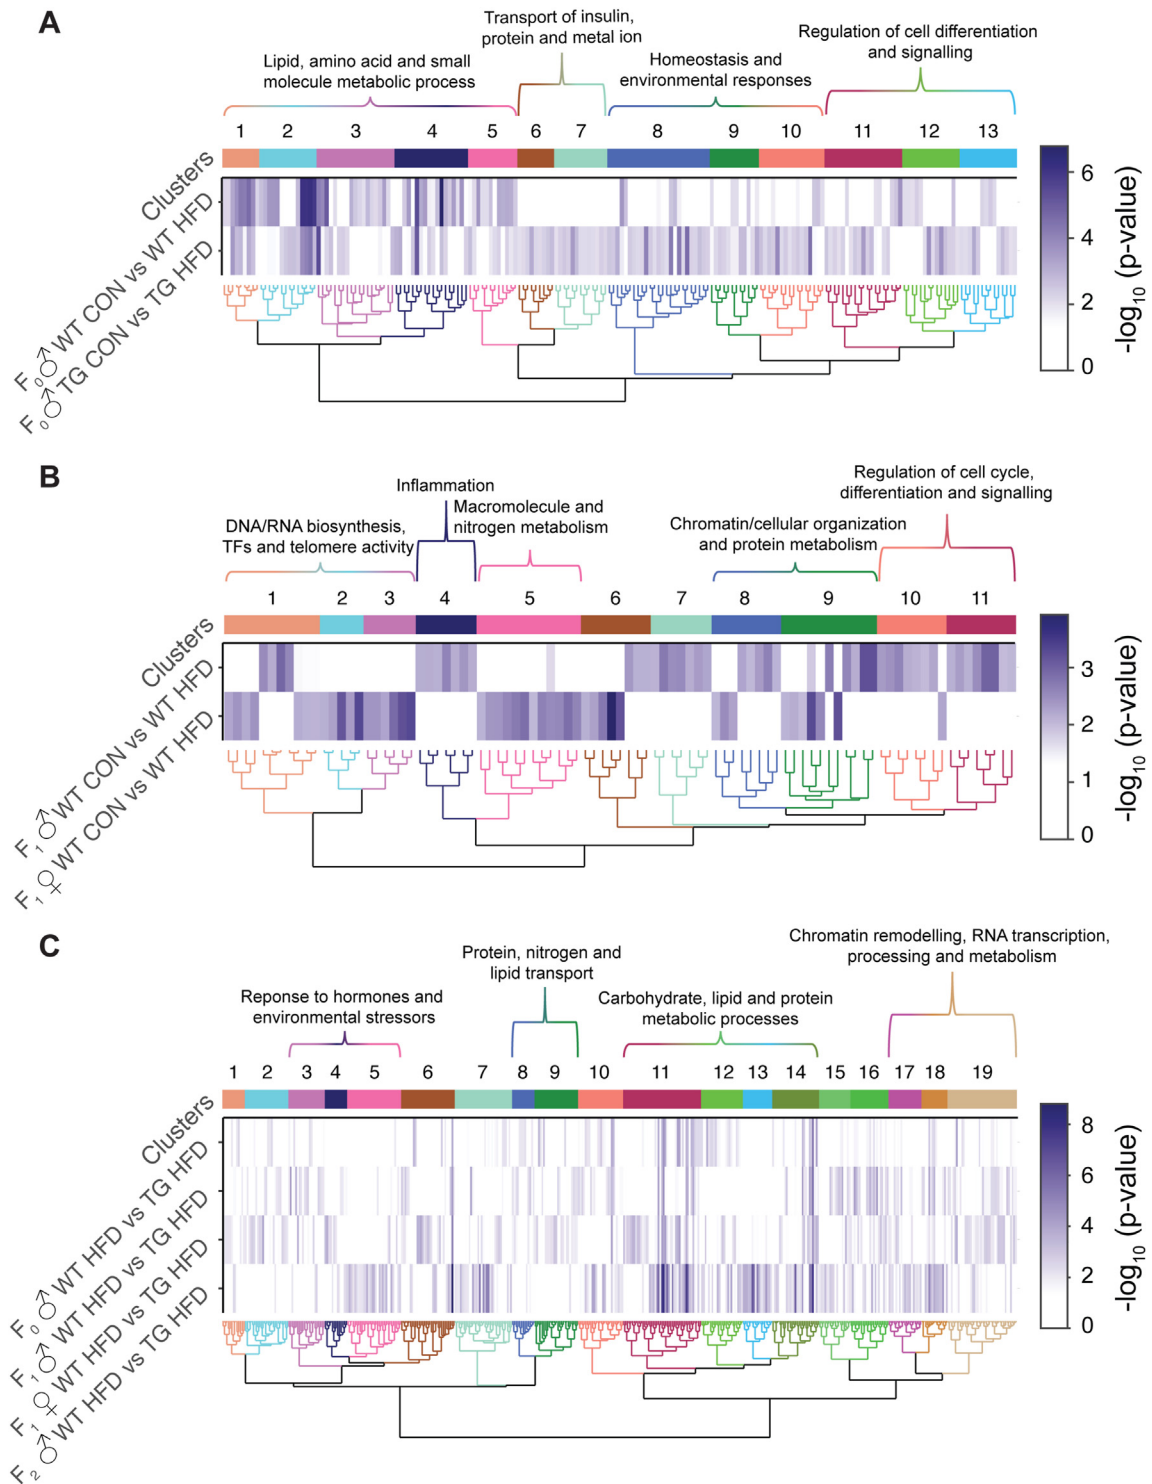 A
Transport of insulin,
protein and metal ion
Regulation of cell differentiation
and signalling
Lipid, amino acid and small
molecule metabolic process
Homeostasis and
environmental responses
1 2 3 4 5 6 7 8 9 10 11 12 13
Clusters
F0♂ WT CON vs WT HFD
F0♂ TG CON vs TG HFD
6
4
2
0
-log10 (p-value)
B
Regulation of cell cycle,
differentiation and signalling
Inflammation
Macromolecule and
nitrogen metabolism
DNA/RNA biosynthesis,
TFs and telomere activity
Chromatin/cellular organization
and protein metabolism
1 2 3 4 5 6 7 8 9 10 11
Clusters
F1♂ WT CON vs WT HFD
F1♀ WT CON vs WT HFD
3
2
1
0
-log10 (p-value)
C
Chromatin remodelling, RNA transcription,
processing and metabolism
Protein, nitrogen and
lipid transport
Reponse to hormones and
environmental stressors
Carbohydrate, lipid and protein
metabolic processes
1 2 3 4 5 6 7 8 9 10 11 12 13 14 15 16 17 18 19
Clusters
F0♂ WT HFD vs TG HFD
F1♂ WT HFD vs TG HFD
F1♀ WT HFD vs TG HFD
F2♂ WT HFD vs TG HFD
8
6
4
2
0
-log10 (p-value)